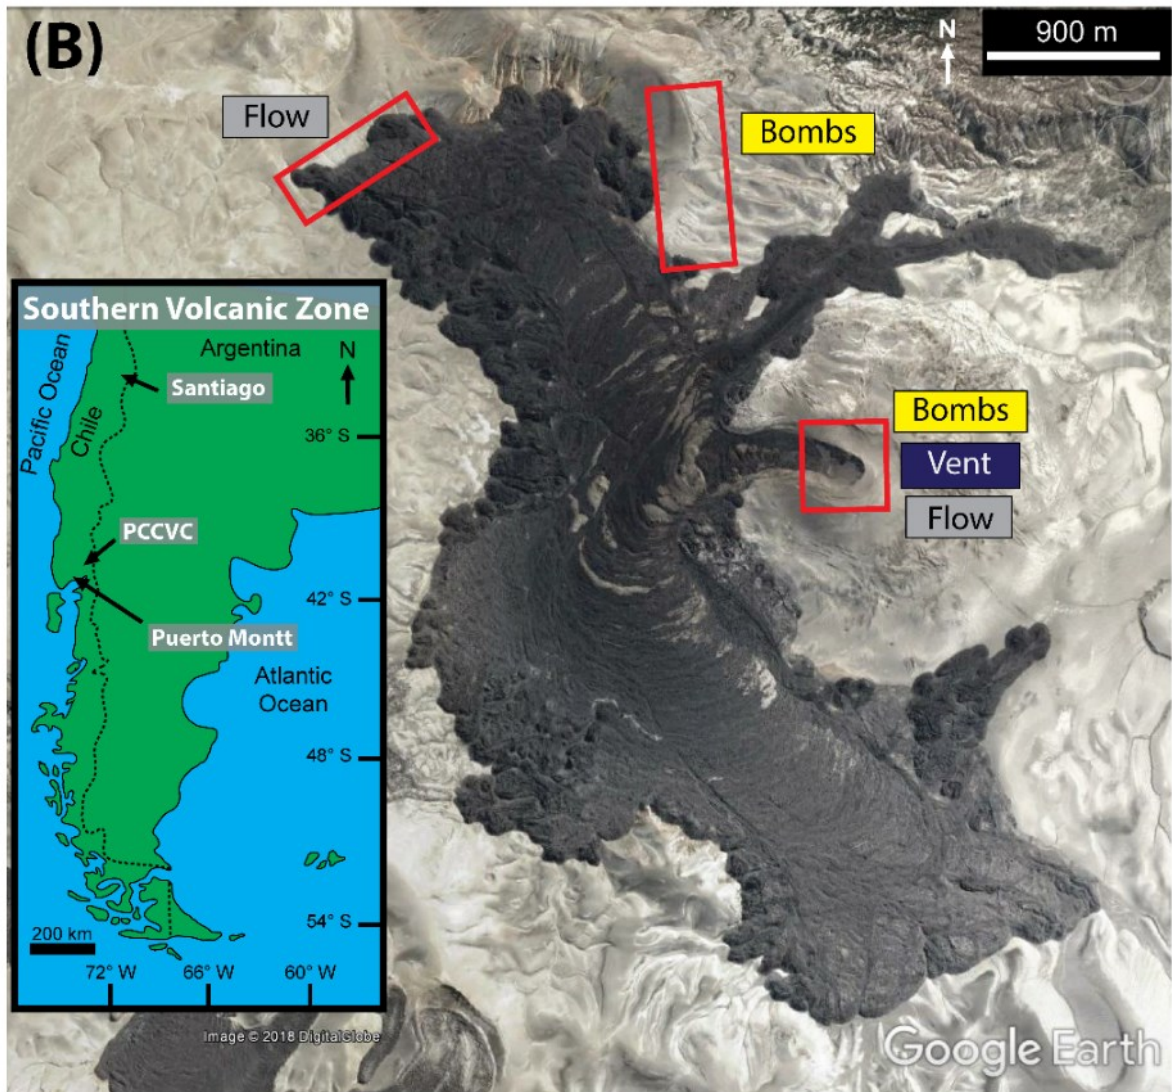 (B)
N
900 m
Flow
Bombs
Southern Volcanic Zone
Argentina
N
Santiago
Pacific Ocean
Chile
36° S
PCCVC
42° S
Puerto Montt
Atlantic
Ocean
48° S
54° S
200 km
72° W
66° W
60° W
Bombs
Vent
Flow
Image © 2018 DigitalGlobe
Google Earth